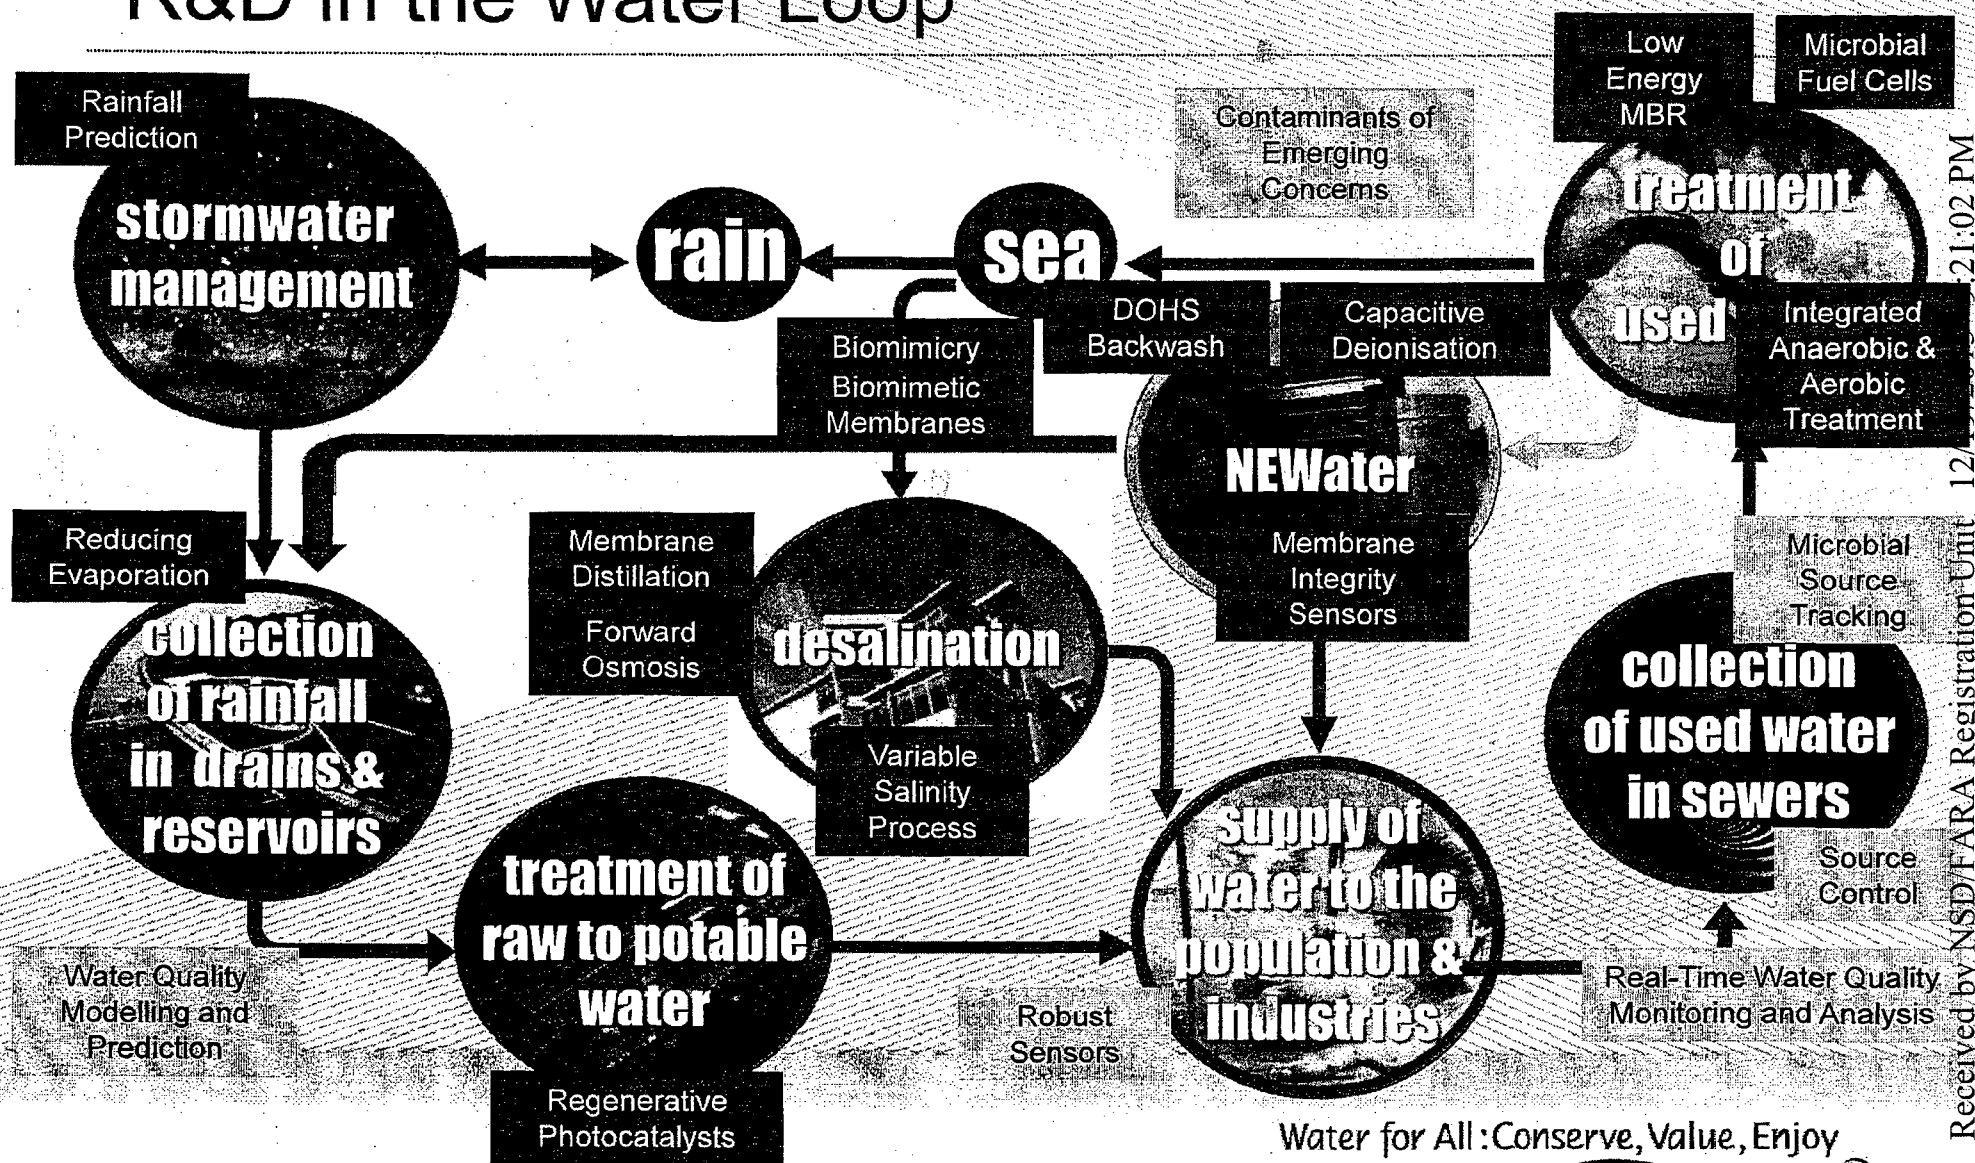 R&D in the Water Loop
Rainfall
Prediction
stormwater
management
rain
sea
Contaminants of
Emerging
Concerns
Low
Energy
MBR
Microbial
Fuel Cells
treatment
of
used
Integrated
Anaerobic &
Aerobic
Treatment
DOHS
Backwash
Capacitive
Deionisation
Biomimicry
Biomimetic
Membranes
NEWater
Membrane
Integrity
Sensors
Reducing
Evaporation
collection
of rainfall
in drains &
reservoirs
Membrane
Distillation
Forward
Osmosis
desalination
Variable
Salinity
Process
Microbial
Source
Tracking
collection
of used water
in sewers
Source
Control
supply of
water to the
population &
industries
treatment of
raw to potable
water
Water Quality
Modelling and
Prediction
Robust
Sensors
Real-Time Water Quality
Monitoring and Analysis
Regenerative
Photocatalysts
Water for All : Conserve, Value, Enjoy
Received by NSD/FARA Registration Unit 12/ :21:02 PM